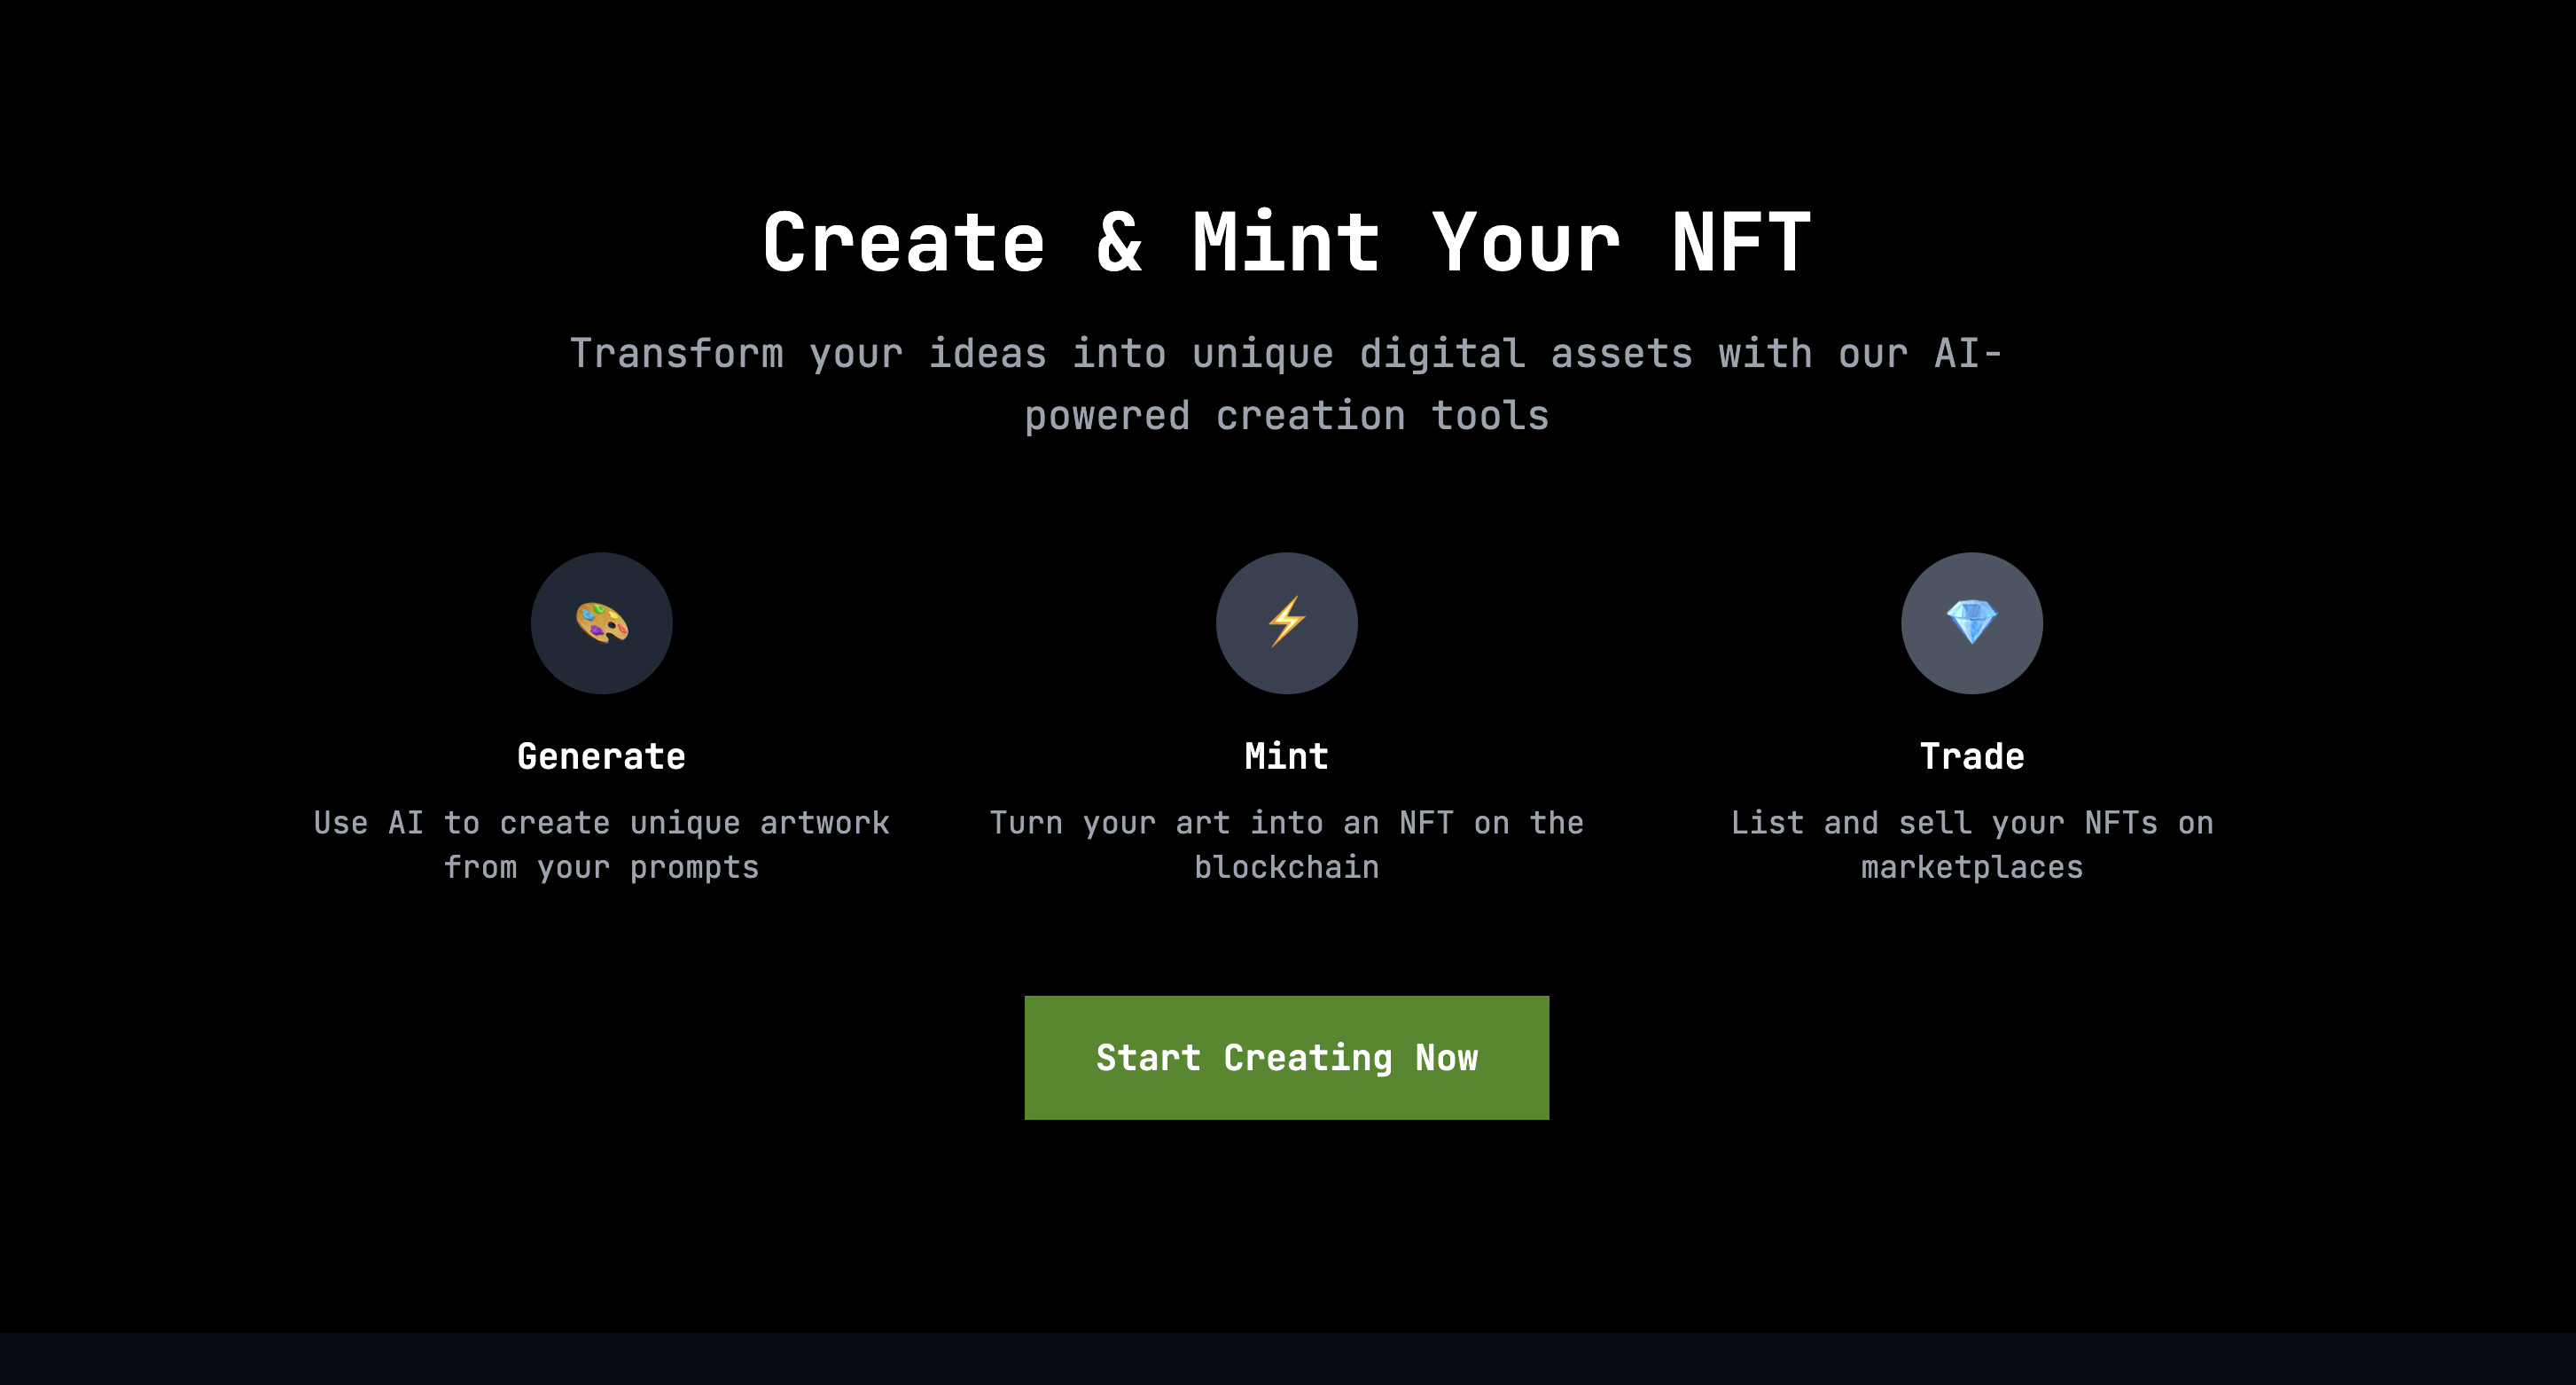 Create & Mint Your NFT
Transform your ideas into unique digital assets with our AI-
powered creation tools
Generate
Use AI to create unique artwork
from your prompts
Mint
Turn your art into an NFT on the
blockchain
Trade
List and sell your NFTs on
marketplaces
Start Creating Now